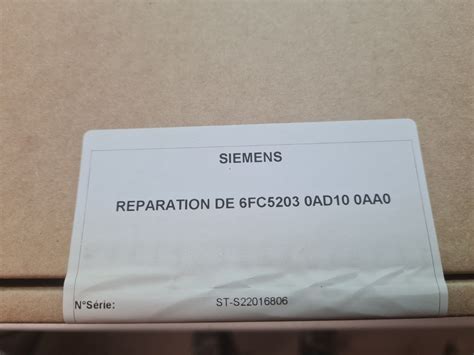 SIEMENS
REPARATION DE 6FC5203 0AD10 0AA0
N°Série: ST-S22016806